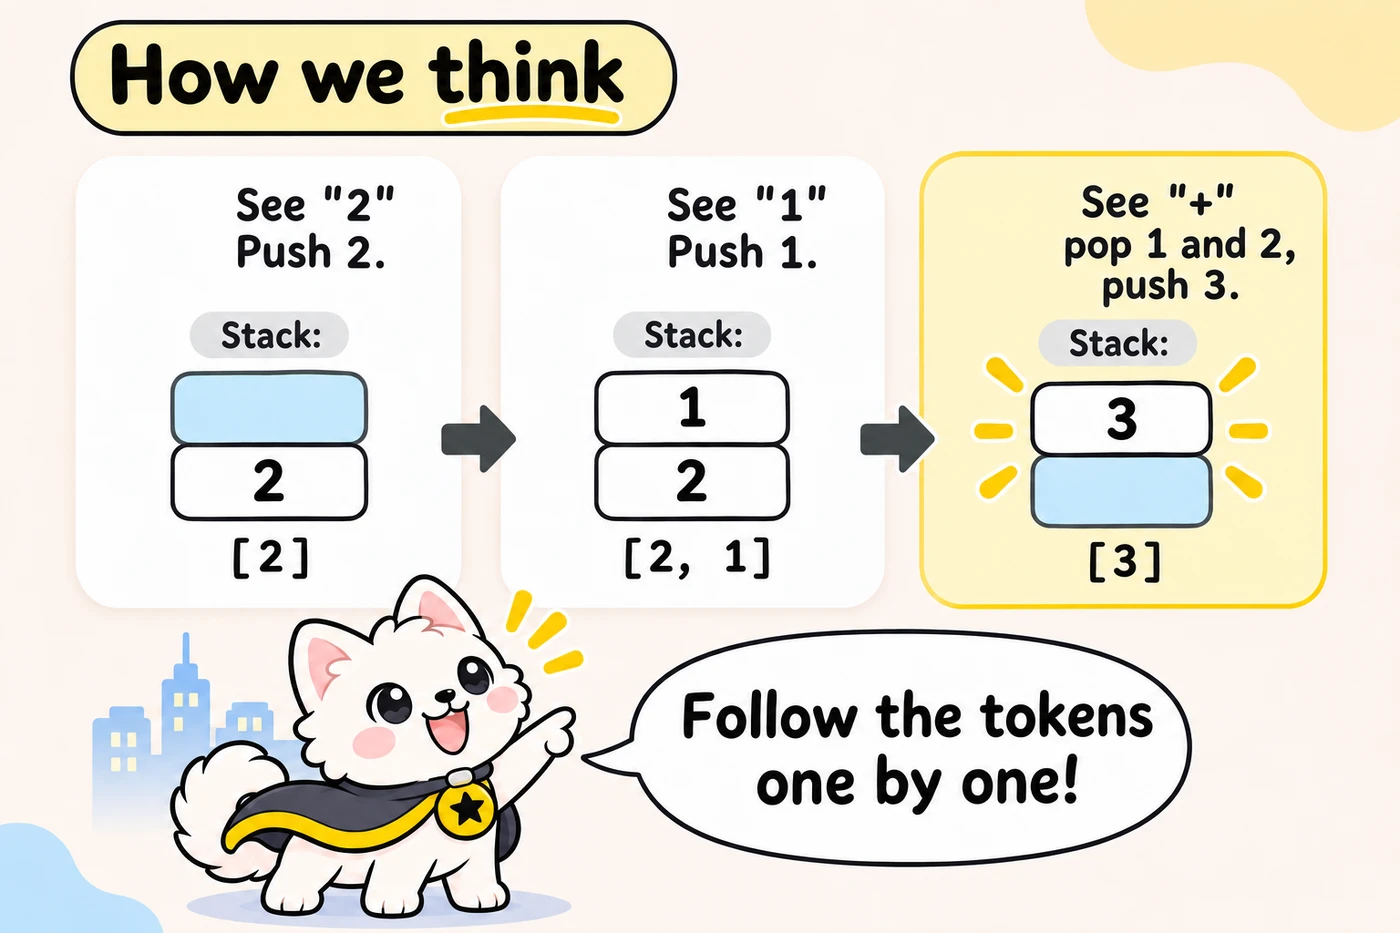 How we think
See "2"
Push 2.
Stack:
2
[2]
See "1"
Push 1.
Stack:
1
2
[2, 1]
See "+"
pop 1 and 2,
push 3.
Stack:
3
[3]
Follow the tokens
one by one!